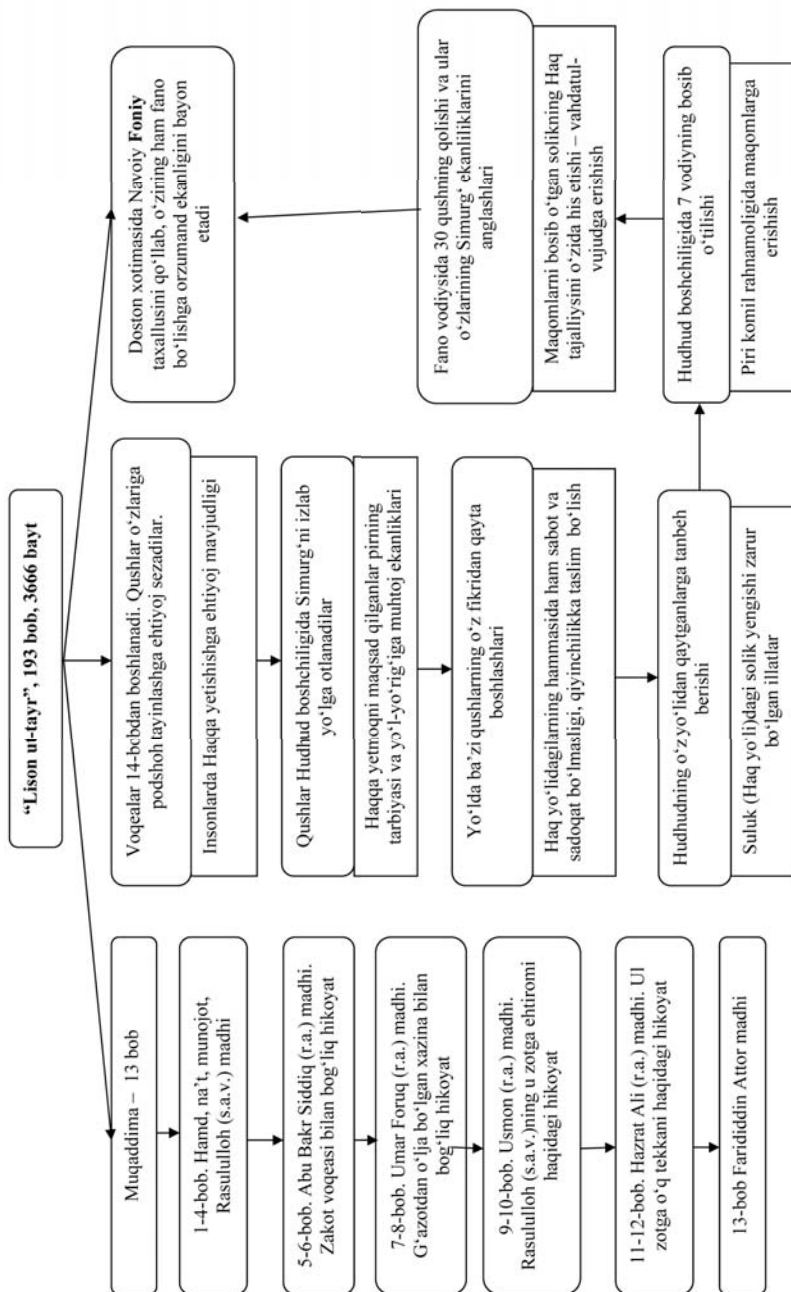 “Lison ut-tayr”, 193 bob, 3666 bayt
Muqaddima – 13 bob
1-4-bob. Hamd, na’t, munojot,
Rasululloh (s.a.v.) madhi
5-6-bob. Abu Bakr Siddiq (r.a.) madhi.
Zakot voqeasi bilan bog‘liq hikoyat
7-8-bob. Umar Foruq (r.a.) madhi.
G‘azotdan o‘lja bo‘lgan xazina bilan
bog‘liq hikoyat
9-10-bob. Usmon (r.a.) madhi.
Rasululloh (s.a.v.)ning u zotga ehtiromi
haqidagi hikoyat
11-12-bob. Hazrat Ali (r.a.) madhi. Ul
zotga o‘q tekkani haqidagi hikoyat
13-bob Farididdin Attor madhi
Voqealar 14-bcbdan boshlanadi. Qushlar o‘zlariga
podshoh tayinlashga ehtiyoj sezadilar.
Insonlarda Haqqa yetishishga ehtiyoj mavjudligi
Qushlar Hudhud boshchiligida Simurg‘ni izlab
yo‘lga otlanadilar
Haqqa yetmoqni maqsad qilganlar pirning
tarbiyasi va yo‘l-yo‘rig‘iga muhtoj ekanliklari
Yo‘lda ba’zi qushlarning o‘z fikridan qayta
boshlashlari
Haq yo‘lidagilarning hammasida ham sabot va
sadoqat bo‘lmasligi, qiyinchilikka taslim bo‘lish
Hudhudning o‘z yo‘lidan qaytganlarga tanbeh
berishi
Suluk (Haq yo‘li)dagi solik yengishi zarur
bo‘lgan illatlar
Hudhud boshchiligida 7 vodiyning bosib
o‘tilishi
Piri komil rahnamoligida maqomlarga
erishish
Fano vodiysida 30 qushning qolishi va ular
o‘zlarining Simurg‘ ekanliliklarini
anglashlari
Maqomlarni bosib o‘tgan solikning Haq
tajalliysini o‘zida his etishi – vahdatul-
vujudga erishish
Doston xotimasida Navoiy Foniy
taxallusini qo‘llab, o‘ziring ham fano
bo‘lishga orzumand ekanligini bayon
etadi